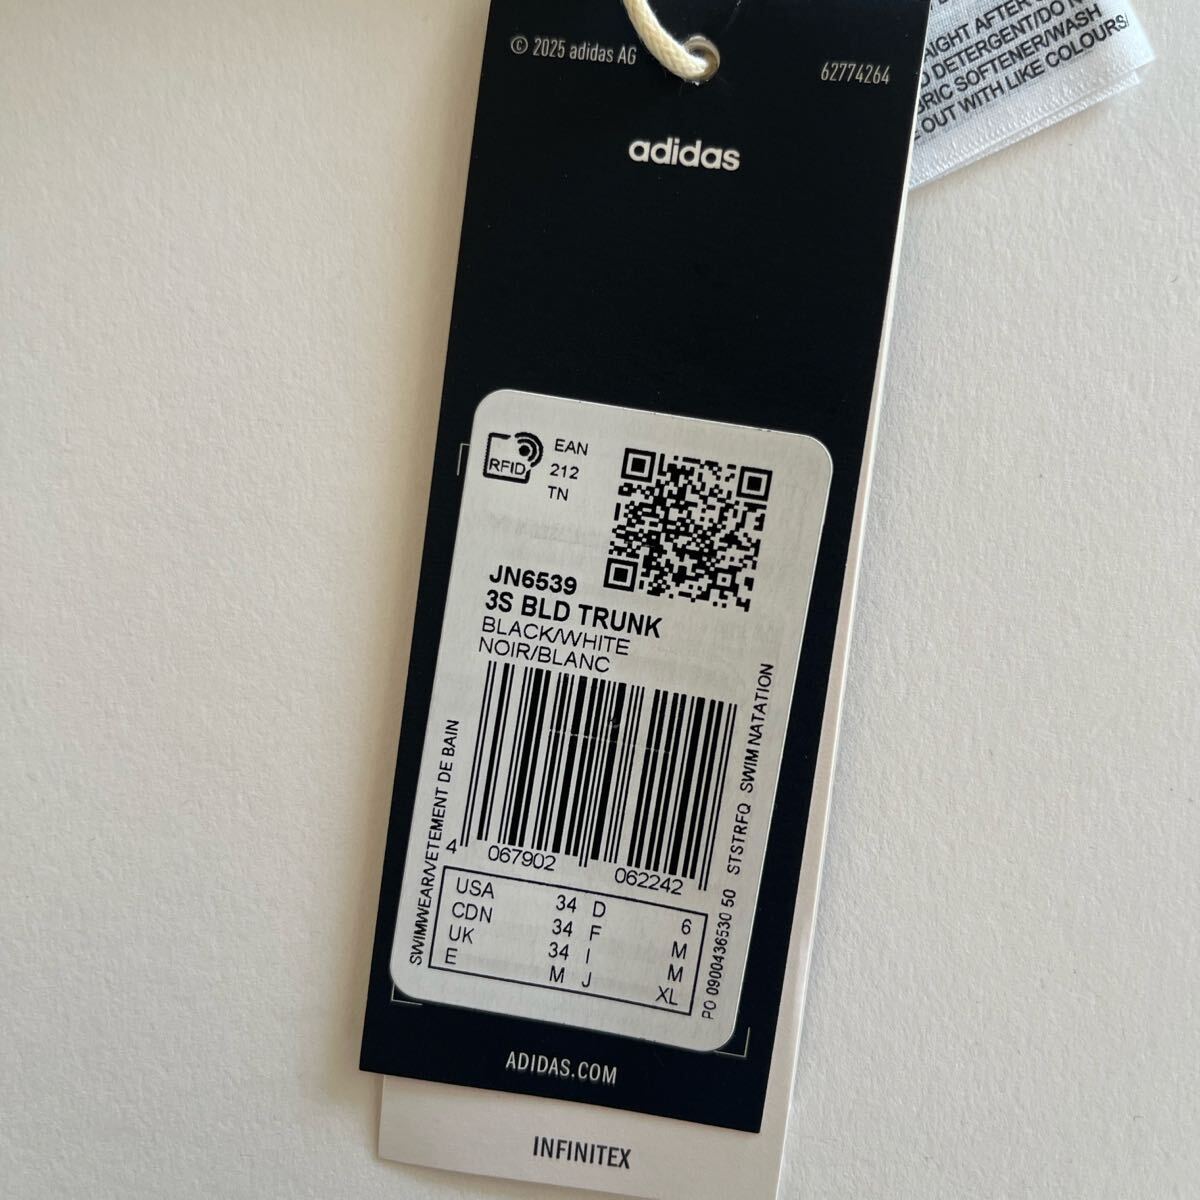 © 2025 adidas AG
62774264
adidas
RFID
EAN
212
TN
JN6539
3S BLD TRUNK
BLACK/WHITE
NOIR/BLANC
SWIMWEAR/VETEMENT DE BAIN
4 067902 062242
PO 0900436530 50 STSTRFQ SWIM NATATION
USA 34 D 6
CDN 34 F M
UK 34 I M
E M J XL
ADIDAS.COM
INFINITEX
AFTER
DETERGENT/DO
SOFTENER/WASH
OUT WITH LIKE COLOURS/